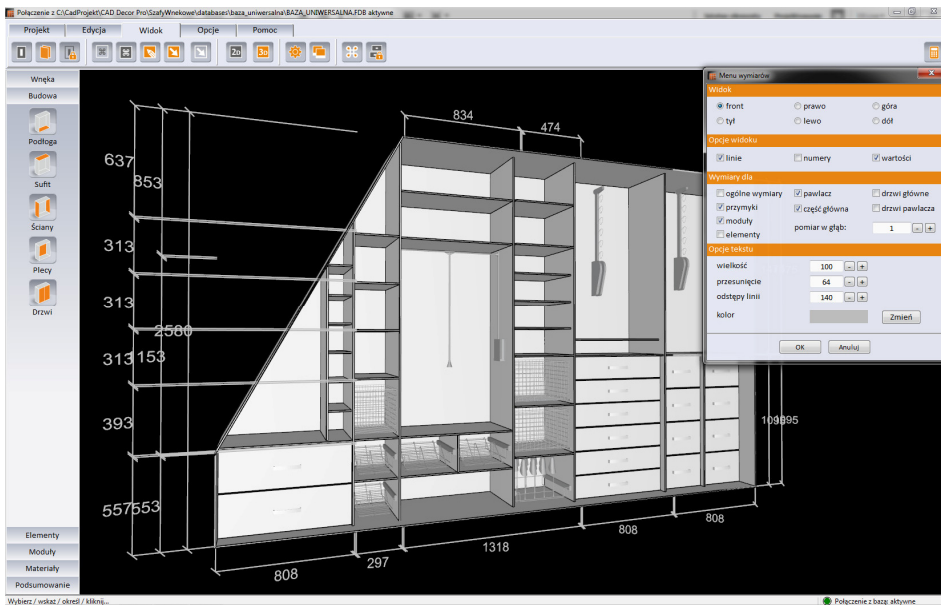 Połączenie z C:\CadProjekt\CAD Decor Pro\SzafyWnekowe\databases\baza_uniwersalna\BAZA_UNIWERSALNA.FDB aktywne
Projekt Edycja Widok Opcje Pomoc
2D 3D
Wnęka
Budowa
Podłoga
Sufit
Ściany
Plecy
Drzwi
Elementy
Moduły
Materiały
Podsumowanie
834
474
637
853
313
313
2580
313
1153
393
557
553
808
297
1318
808
808
Menu wymiarów
Widok
front prawo góra
tył lewo dół
Opcje widoku
linie numery wartości
Wymiary dla
ogólne wymiary pawlacz drzwi główne
przymyki część główna drzwi pawlacza
moduły pomiar w głąb: 1 - +
elementy
Opcje tekstu
wielkość 100 - +
przesunięcie 64 - +
odstępy linii 140 - +
kolor Zmień
OK Anuluj
Wybierz / wskaż / określ / kliknij... Połączenie z bazą: aktywne